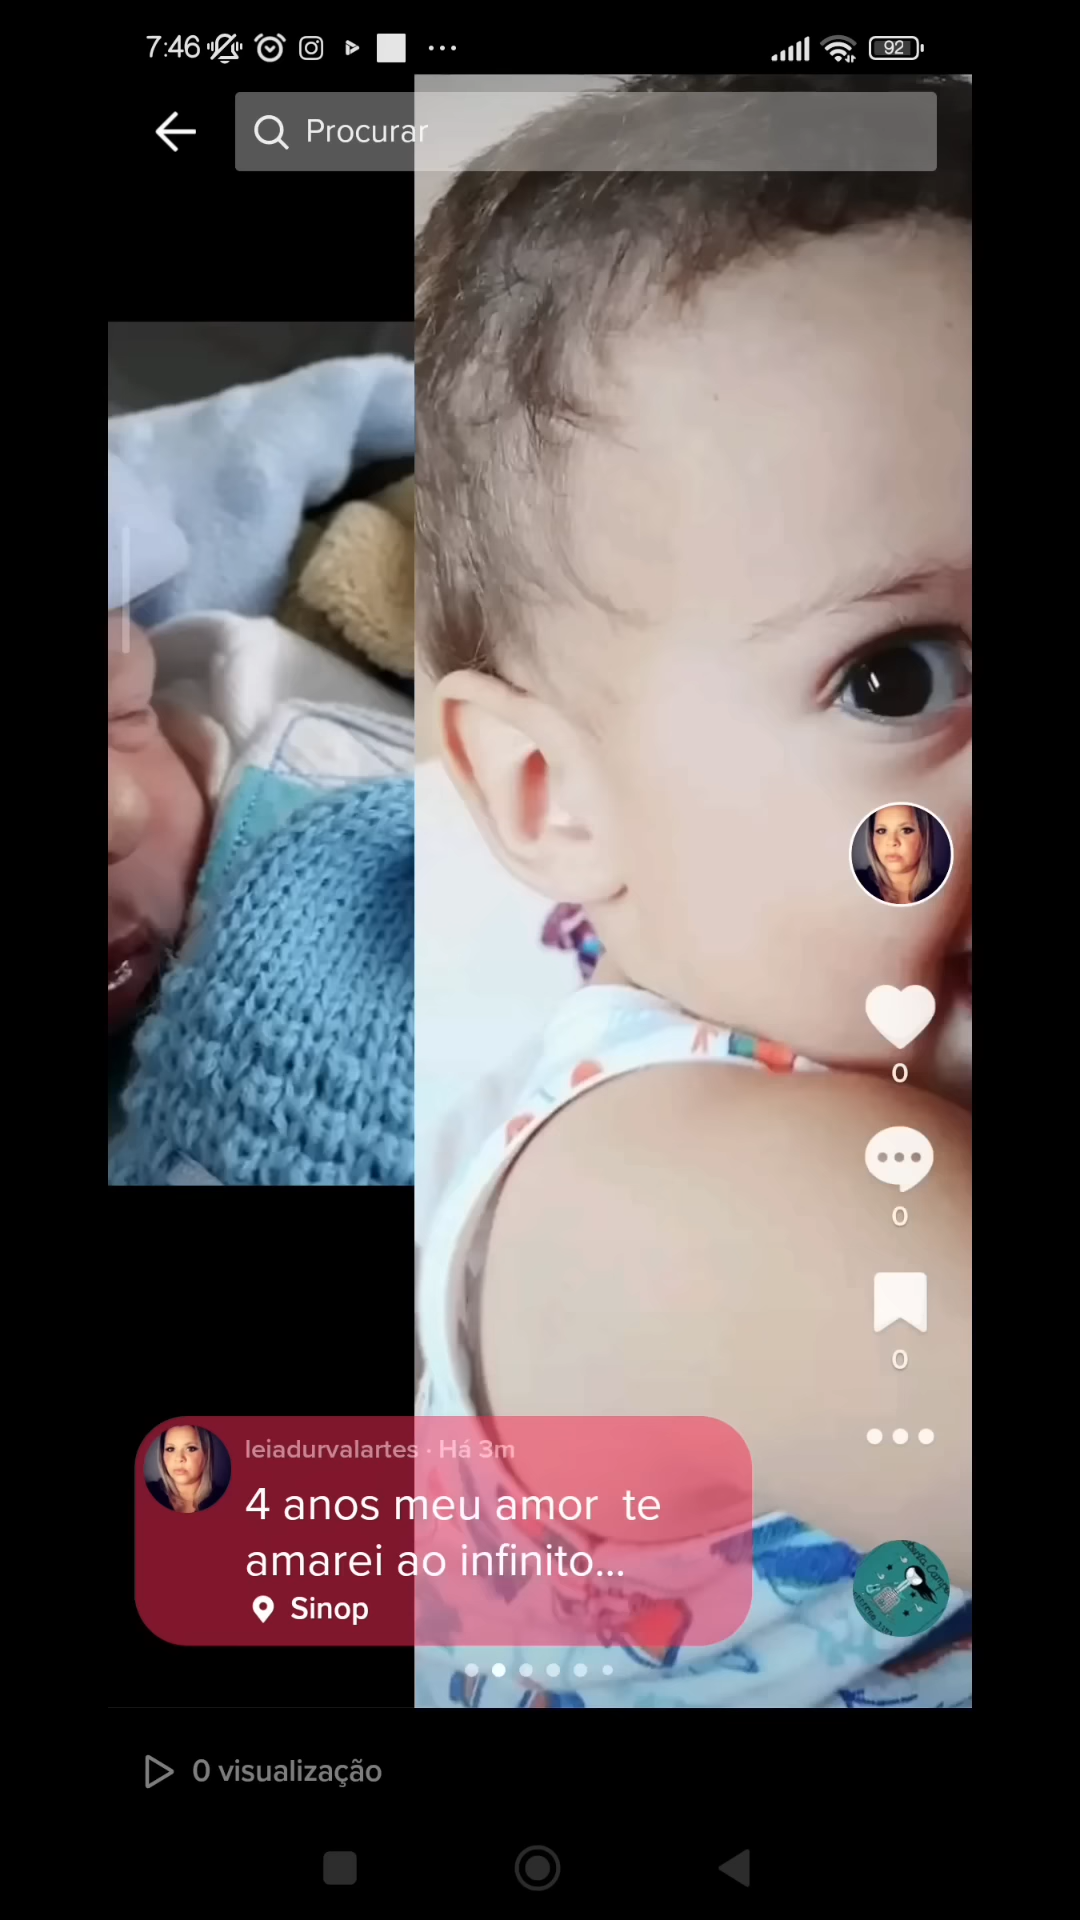 7:46
92
Procurar
0
0
0
leiadurvalartes · Há 3m
4 anos meu amor te
amarei ao infinito...
Sinop
0 visualização